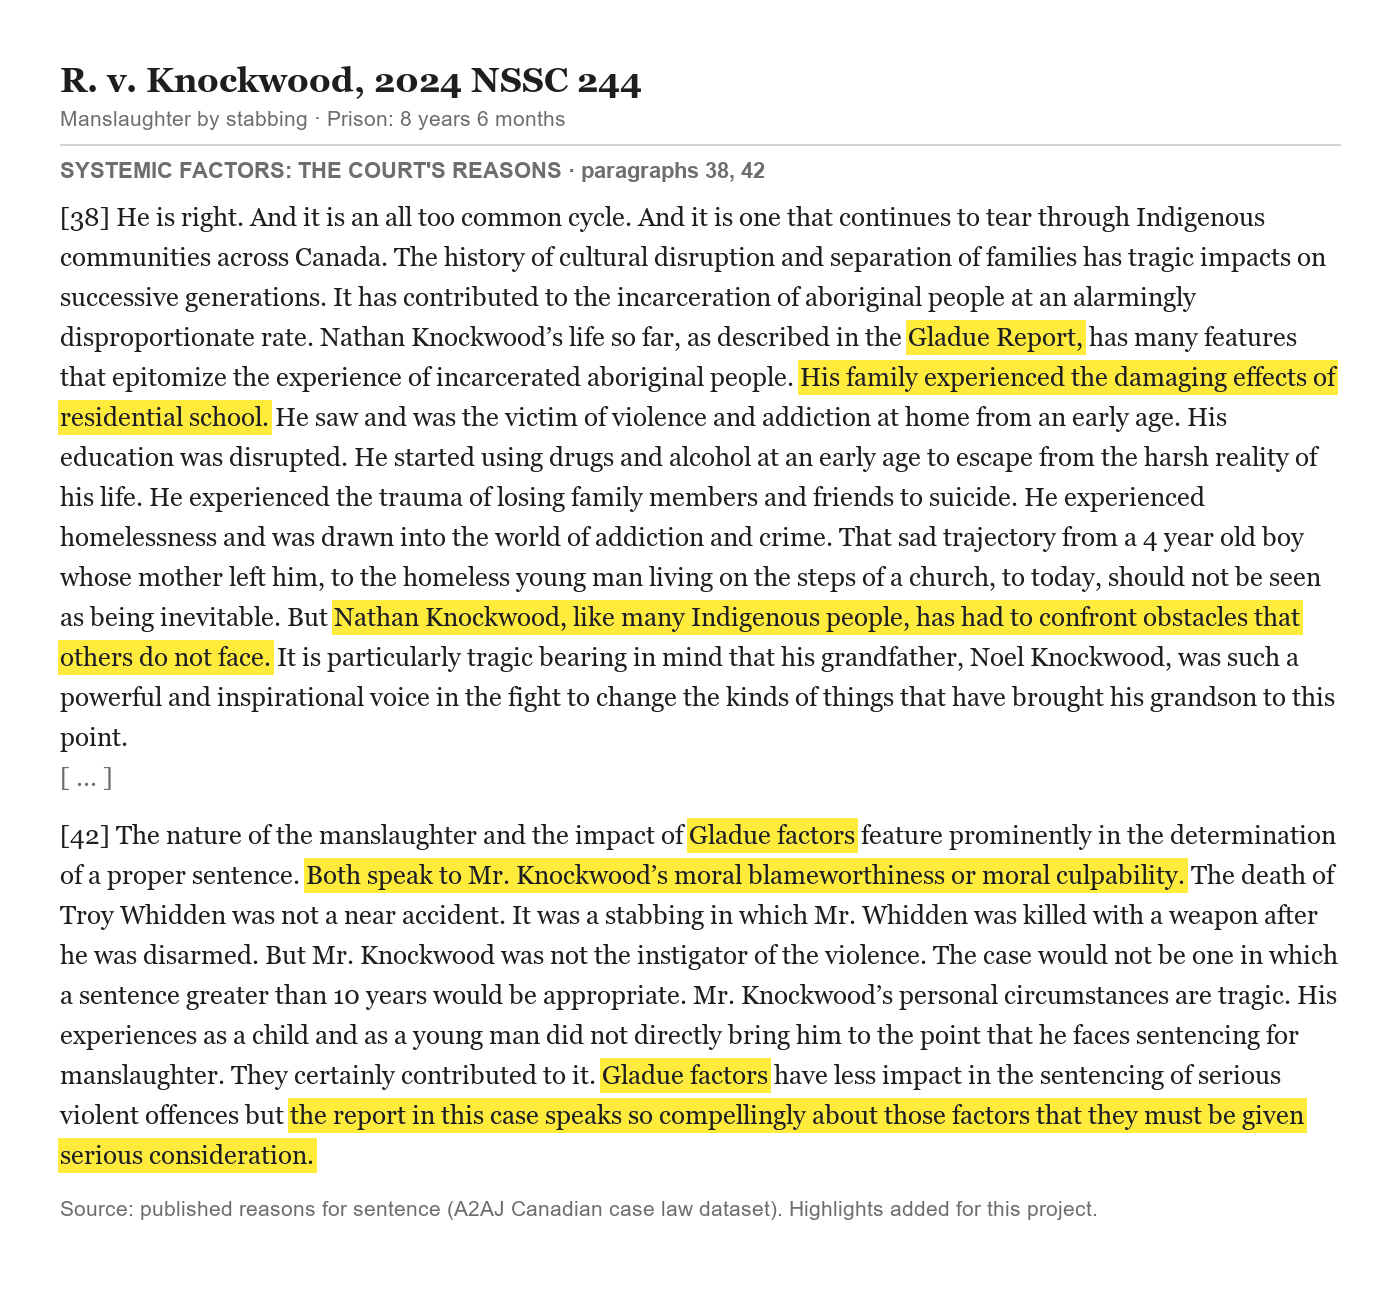 R. v. Knockwood, 2024 NSSC 244
Manslaughter by stabbing · Prison: 8 years 6 months
SYSTEMIC FACTORS: THE COURT'S REASONS · paragraphs 38, 42
[38] He is right. And it is an all too common cycle. And it is one that continues to tear through Indigenous
communities across Canada. The history of cultural disruption and separation of families has tragic impacts on
successive generations. It has contributed to the incarceration of aboriginal people at an alarmingly
disproportionate rate. Nathan Knockwood’s life so far, as described in the Gladue Report, has many features
that epitomize the experience of incarcerated aboriginal people. His family experienced the damaging effects of
residential school. He saw and was the victim of violence and addiction at home from an early age. His
education was disrupted. He started using drugs and alcohol at an early age to escape from the harsh reality of
his life. He experienced the trauma of losing family members and friends to suicide. He experienced
homelessness and was drawn into the world of addiction and crime. That sad trajectory from a 4 year old boy
whose mother left him, to the homeless young man living on the steps of a church, to today, should not be seen
as being inevitable. But Nathan Knockwood, like many Indigenous people, has had to confront obstacles that
others do not face. It is particularly tragic bearing in mind that his grandfather, Noel Knockwood, was such a
powerful and inspirational voice in the fight to change the kinds of things that have brought his grandson to this
point.
[ ... ]
[42] The nature of the manslaughter and the impact of Gladue factors feature prominently in the determination
of a proper sentence. Both speak to Mr. Knockwood’s moral blameworthiness or moral culpability. The death of
Troy Whidden was not a near accident. It was a stabbing in which Mr. Whidden was killed with a weapon after
he was disarmed. But Mr. Knockwood was not the instigator of the violence. The case would not be one in which
a sentence greater than 10 years would be appropriate. Mr. Knockwood’s personal circumstances are tragic. His
experiences as a child and as a young man did not directly bring him to the point that he faces sentencing for
manslaughter. They certainly contributed to it. Gladue factors have less impact in the sentencing of serious
violent offences but the report in this case speaks so compellingly about those factors that they must be given
serious consideration.
Source: published reasons for sentence (A2AJ Canadian case law dataset). Highlights added for this project.